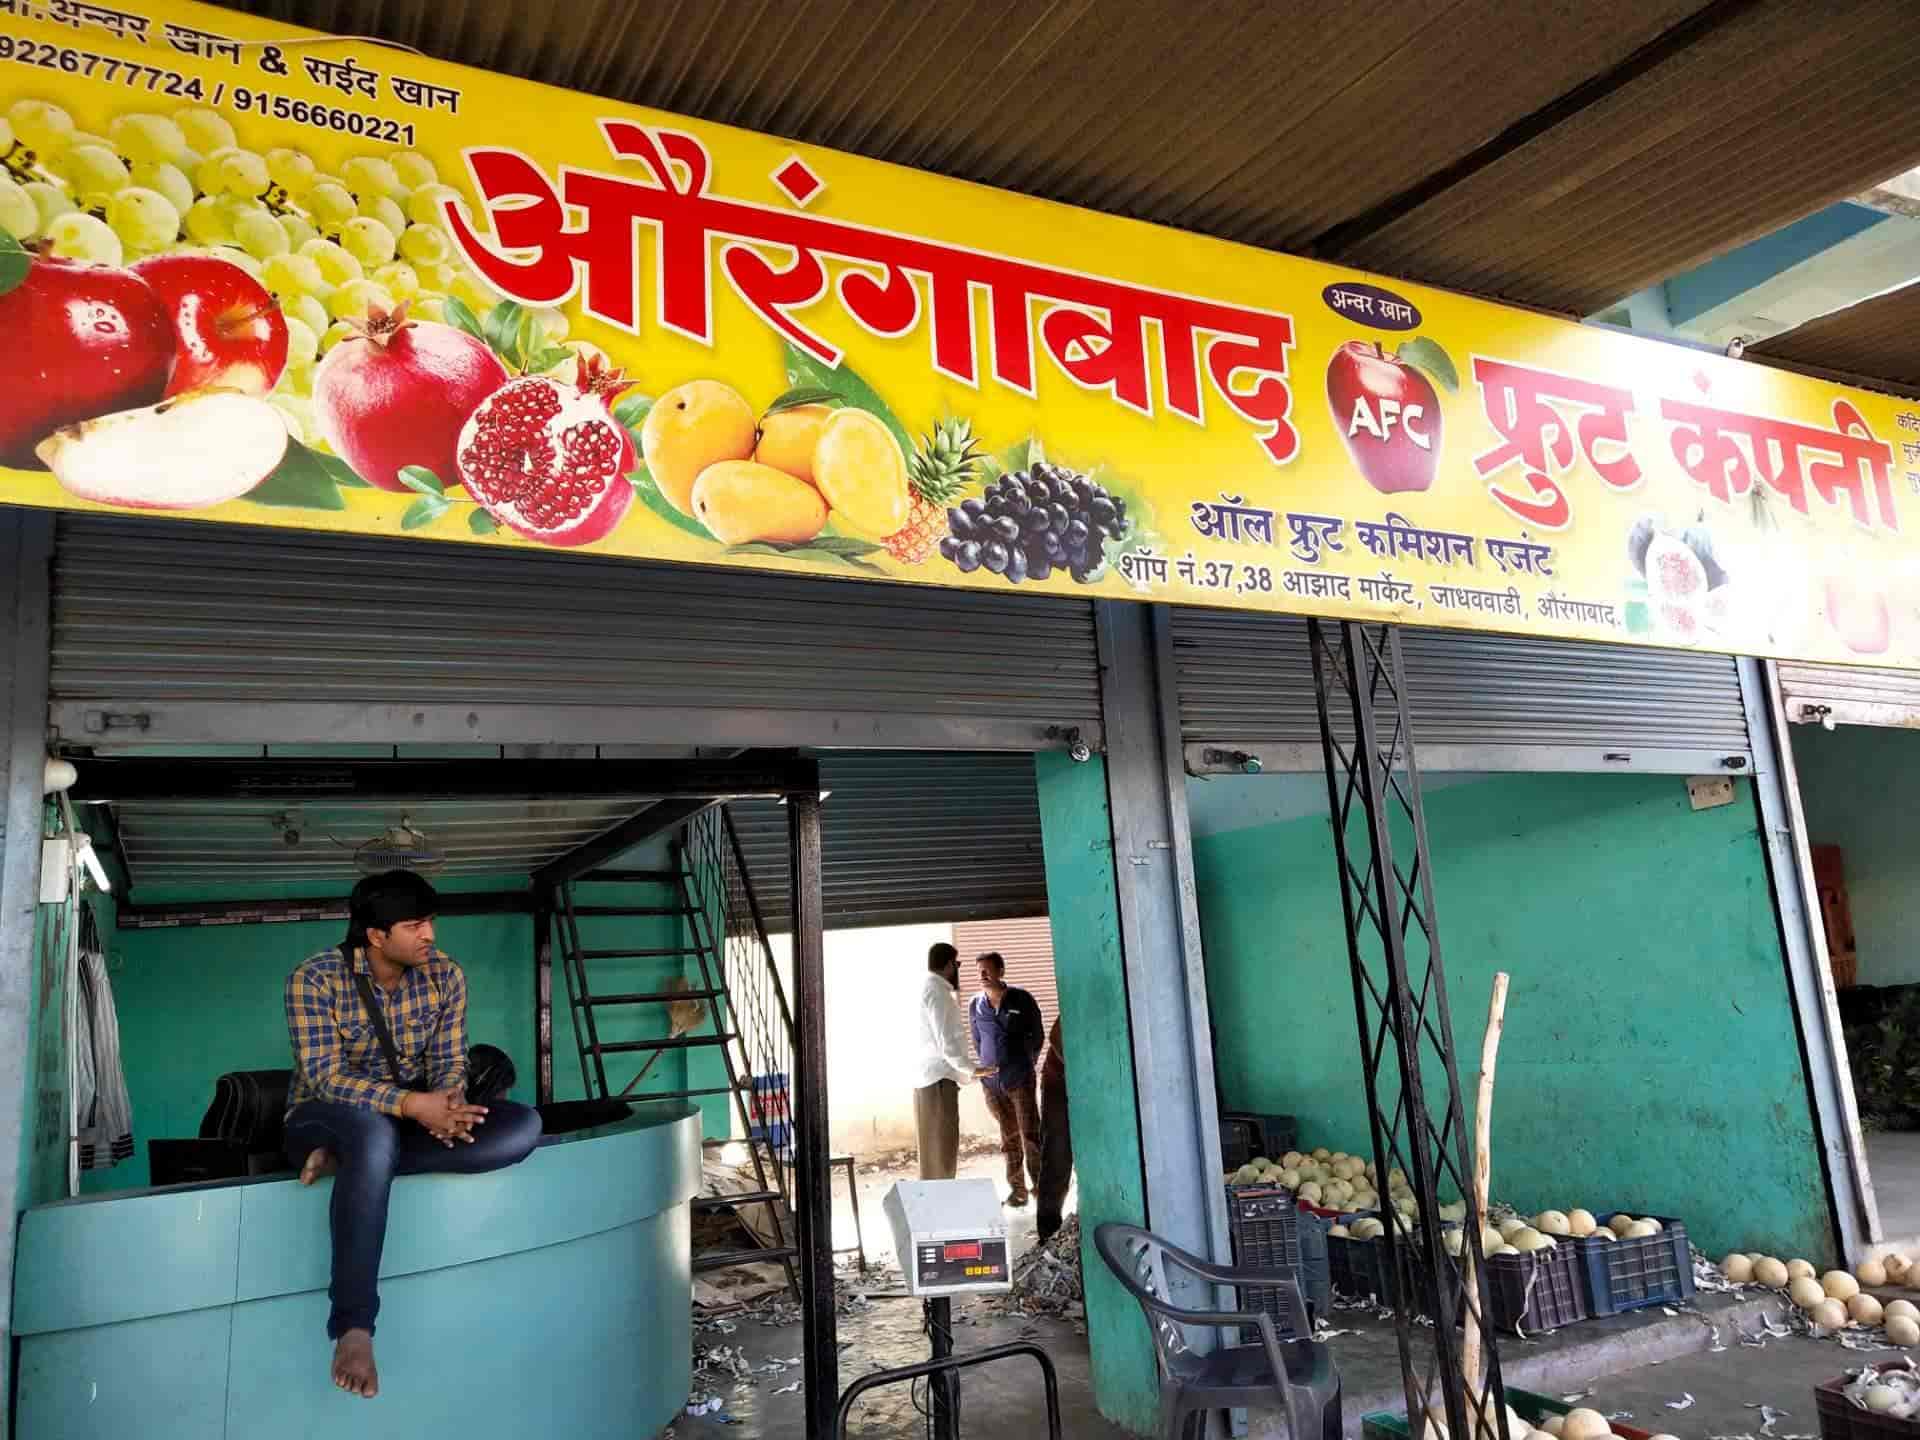 अन्वर खान & सईद खान
9226777724 / 9156660221
औरंगाबाद
अन्वर खान
AFC
फ्रुट कंपनी
ऑल फ्रुट कमिशन एजंट
शॉप नं.37,38 आझाद मार्केट, जाधववाडी, औरंगाबाद.